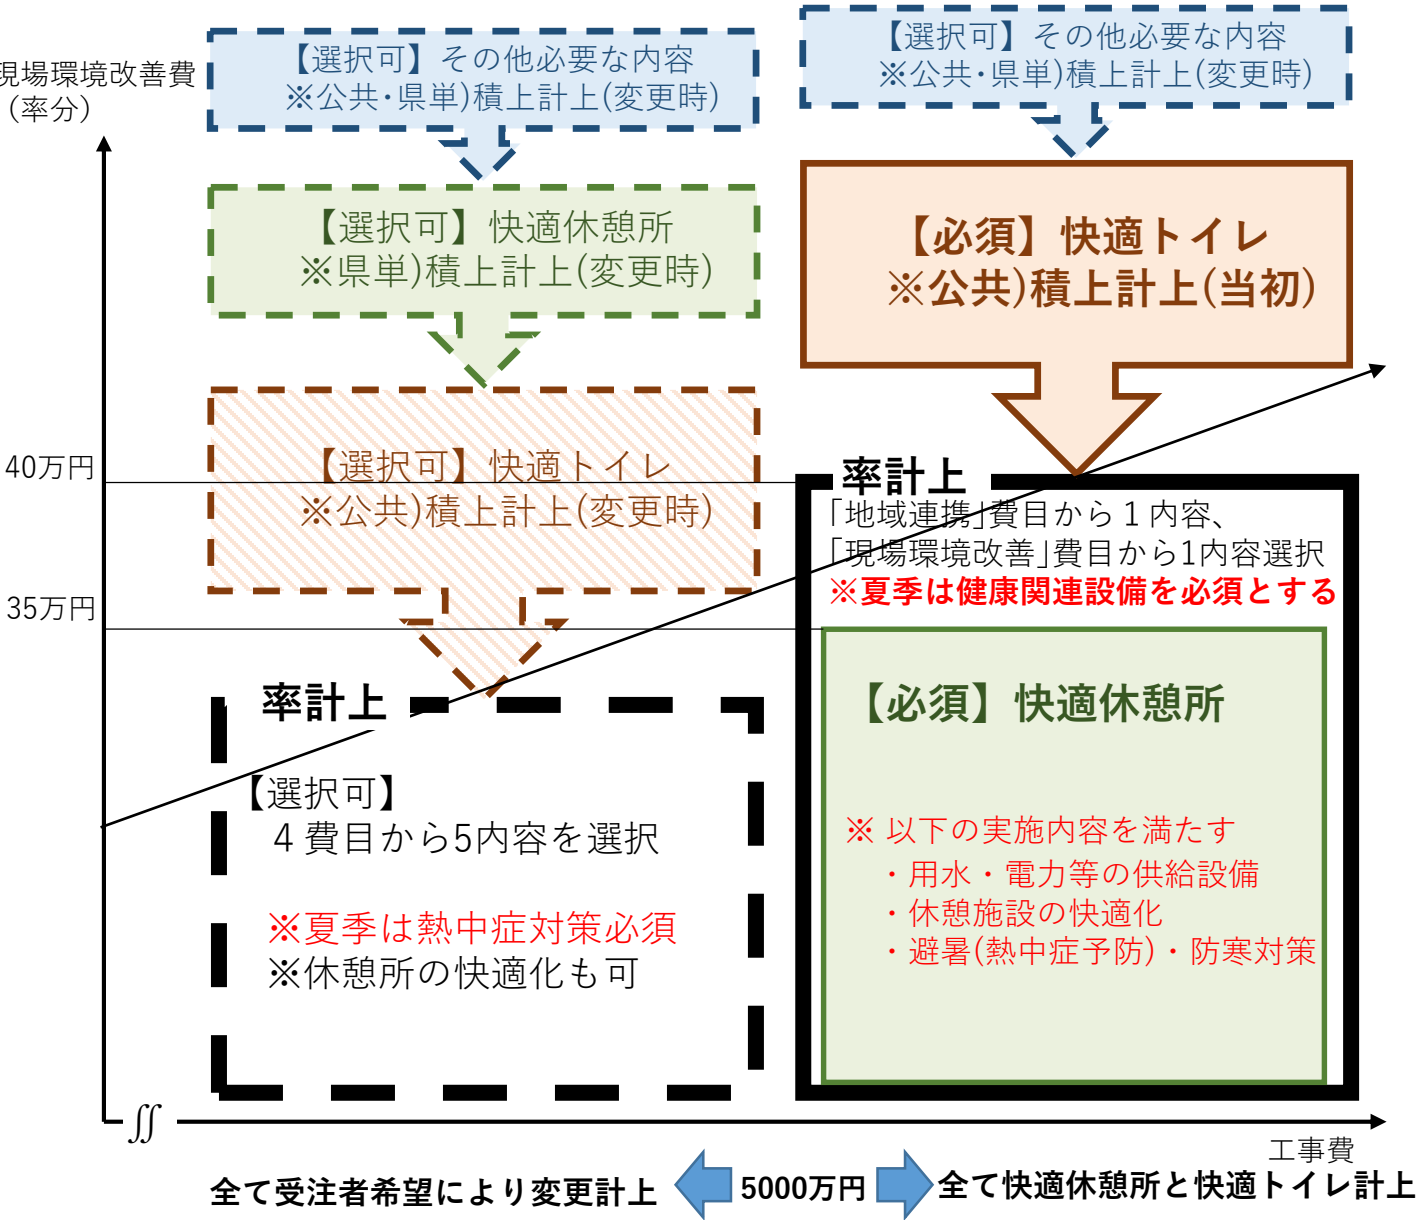 現場環境改善費
（率分）
【選択可】その他必要な内容
※公共･県単)積上計上(変更時)
【選択可】快適休憩所
※県単)積上計上(変更時)
【選択可】快適トイレ
※公共)積上計上(変更時)
率計上
【選択可】
４費目から5内容を選択
※夏季は熱中症対策必須
※休憩所の快適化も可
【選択可】その他必要な内容
※公共･県単)積上計上(変更時)
【必須】快適トイレ
※公共)積上計上(当初)
40万円
35万円
率計上
｢地域連携｣費目から１内容、
｢現場環境改善｣費目から1内容選択
※夏季は健康関連設備を必須とする
【必須】快適休憩所
※ 以下の実施内容を満たす
・用水・電力等の供給設備
・休憩施設の快適化
・避暑(熱中症予防)・防寒対策
∬
工事費
全て受注者希望により変更計上
5000万円
全て快適休憩所と快適トイレ計上